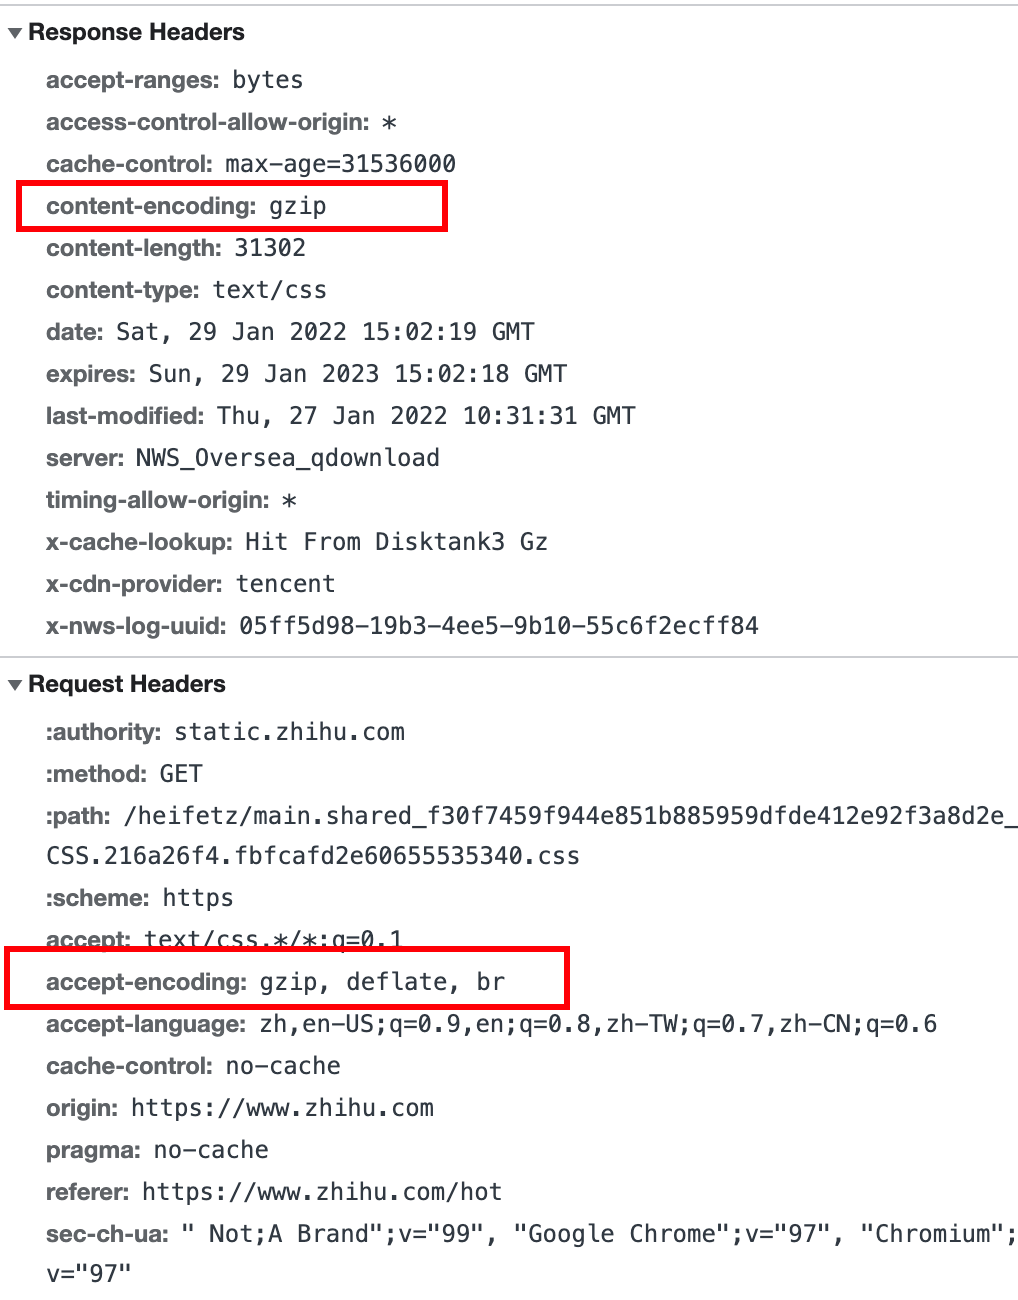 Response Headers
accept-ranges: bytes
access-control-allow-origin: *
cache-control: max-age=31536000
content-encoding: gzip
content-length: 31302
content-type: text/css
date: Sat, 29 Jan 2022 15:02:19 GMT
expires: Sun, 29 Jan 2023 15:02:18 GMT
last-modified: Thu, 27 Jan 2022 10:31:31 GMT
server: NWS_Oversea_qdownload
timing-allow-origin: *
x-cache-lookup: Hit From Disktank3 Gz
x-cdn-provider: tencent
x-nws-log-uuid: 05ff5d98-19b3-4ee5-9b10-55c6f2ecff84
Request Headers
:authority: static.zhihu.com
:method: GET
:path: /heifetz/main.shared_f30f7459f944e851b885959dfde412e92f3a8d2e_
CSS.216a26f4.fbfcafd2e60655535340.css
:scheme: https
accept: text/css,*/*;q=0.1
accept-encoding: gzip, deflate, br
accept-language: zh,en-US;q=0.9,en;q=0.8,zh-TW;q=0.7,zh-CN;q=0.6
cache-control: no-cache
origin: https://www.zhihu.com
pragma: no-cache
referer: https://www.zhihu.com/hot
sec-ch-ua: " Not;A Brand";v="99", "Google Chrome";v="97", "Chromium";
v="97"